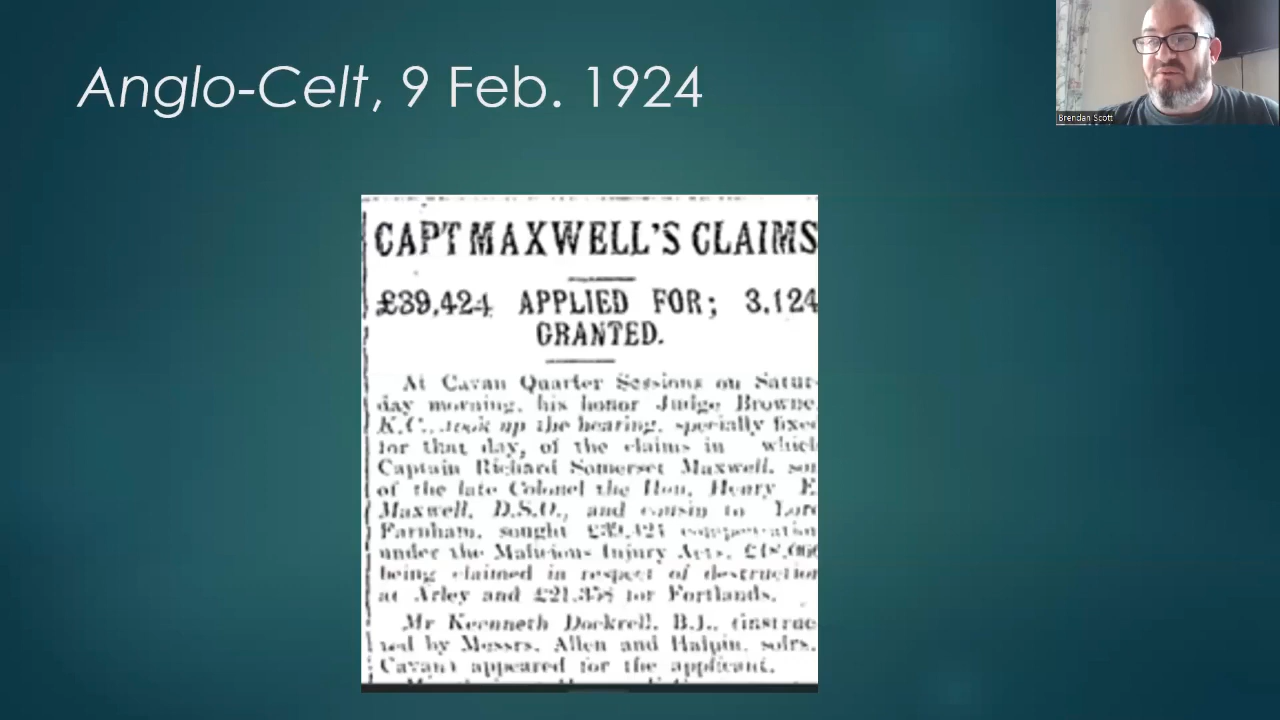 Anglo-Celt, 9 Feb. 1924
Brendan Scott
CAPT MAXWELL'S CLAIMS
£39,424 APPLIED FOR; 3,124
GRANTED.
At Cavan Quarter Sessions on Satur-
day morning, his honor Judge Browne,
K.C., took up the hearing, specially fixe
for that day, of the claims in which
Captain Richard Somerset Maxwell, son
of the late Colonel the Hon. Henry E.
Maxwell, D.S.O., and cousin to Lord
Farnham, sought £39,424 compensation
under the Malicious Injury Acts,
being claimed in respect of destruction
at Arley and £21,358 for Fortlands.
Mr Keenneth Dockrell, B.J., (instruc-
ted by Messrs. Allen and Halpin, solrs.
Cavan) appeared for the applicant.